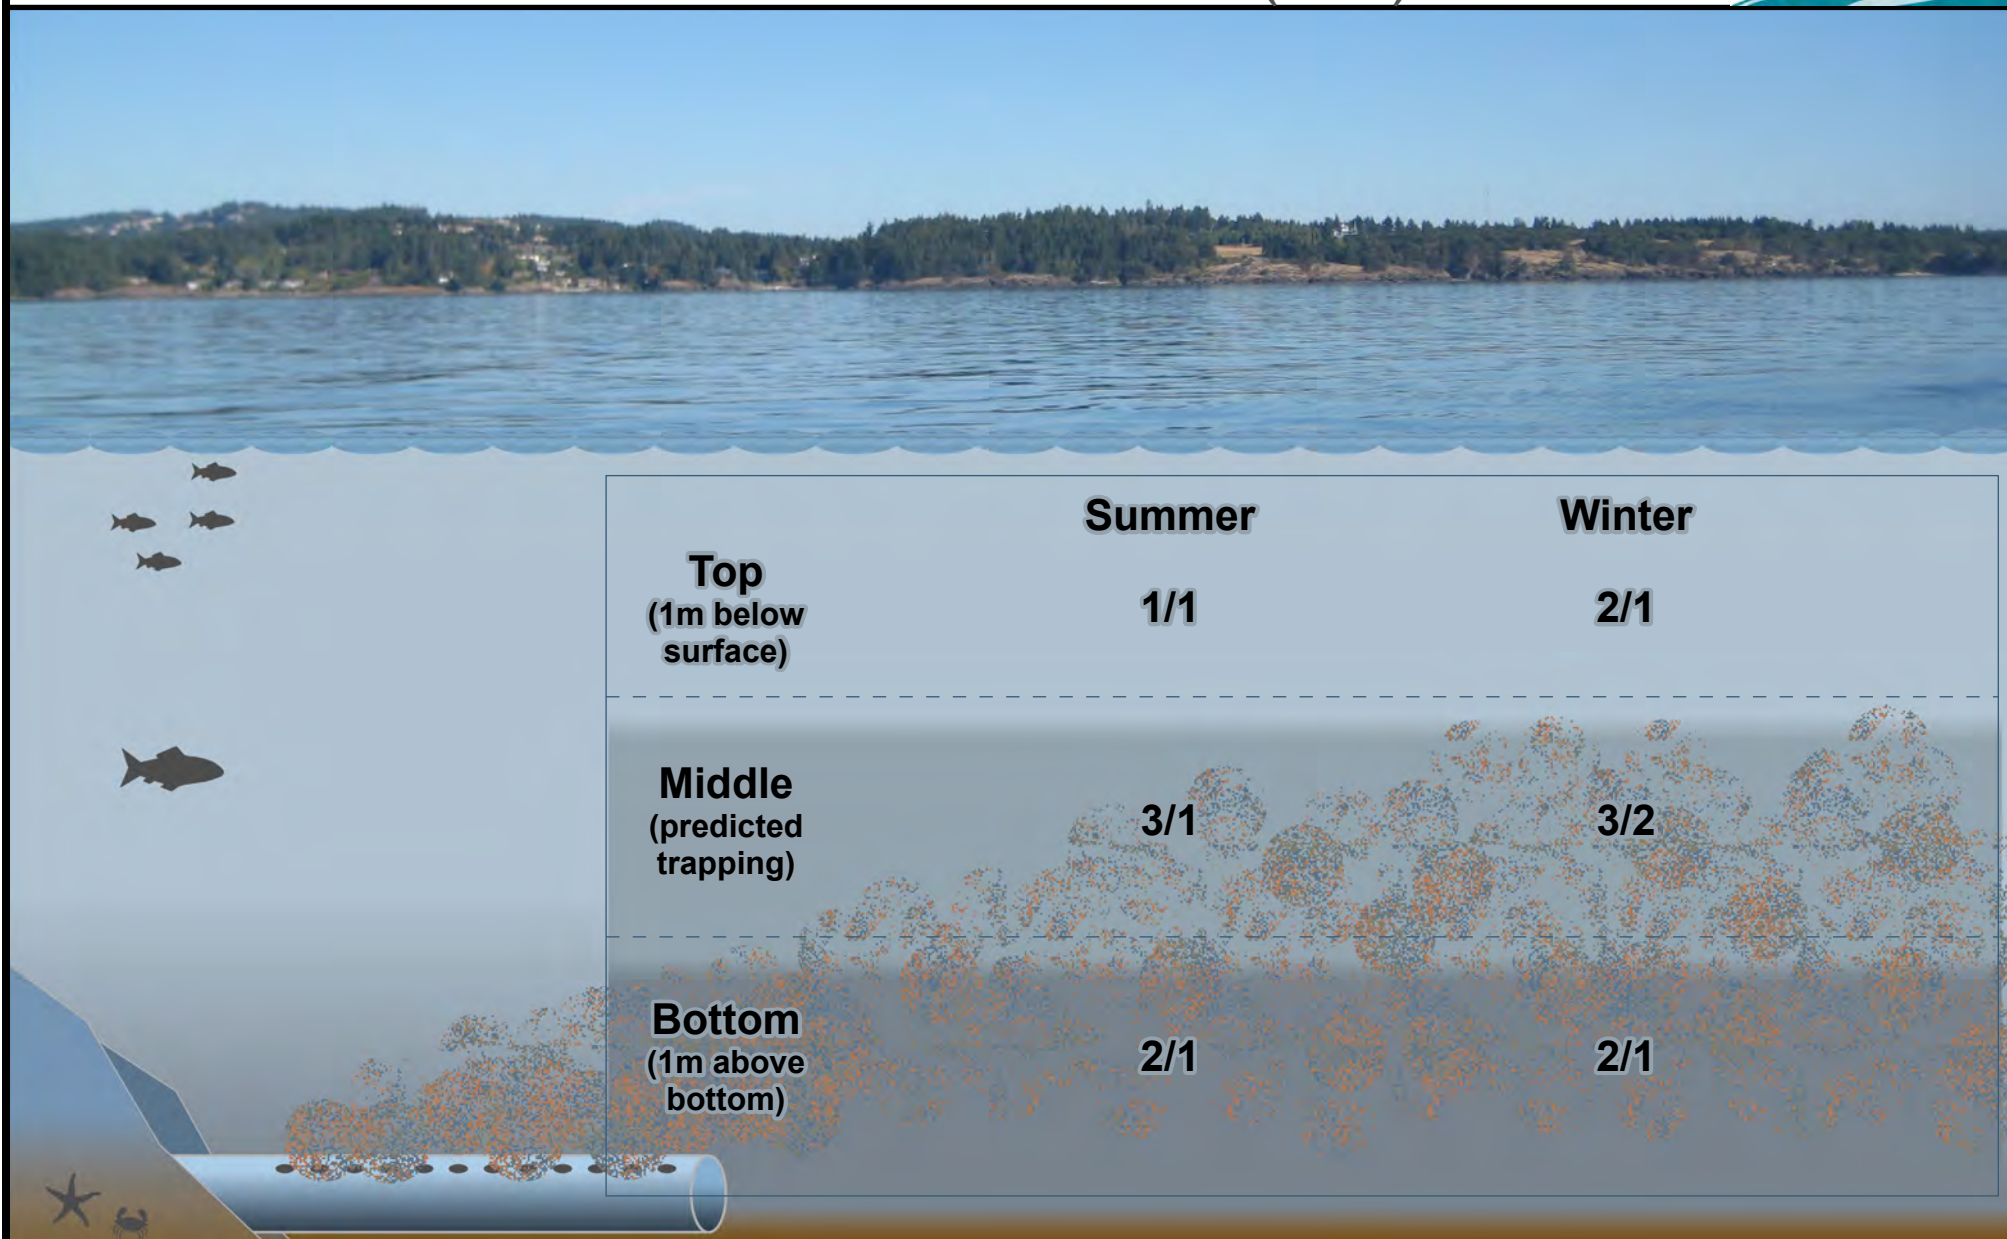 Summer Winter
Top
(1m below
surface)
1/1 2/1
Middle
(predicted
trapping)
3/1 3/2
Bottom
(1m above
bottom)
2/1 2/1